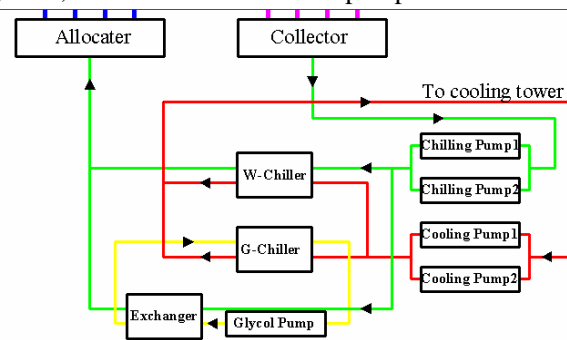 Allocater
Collector
To cooling tower
Chilling Pump1
W-Chiller
Chilling Pump2
Cooling Pump1
G-Chiller
Cooling Pump2
Exchanger
Glycol Pump